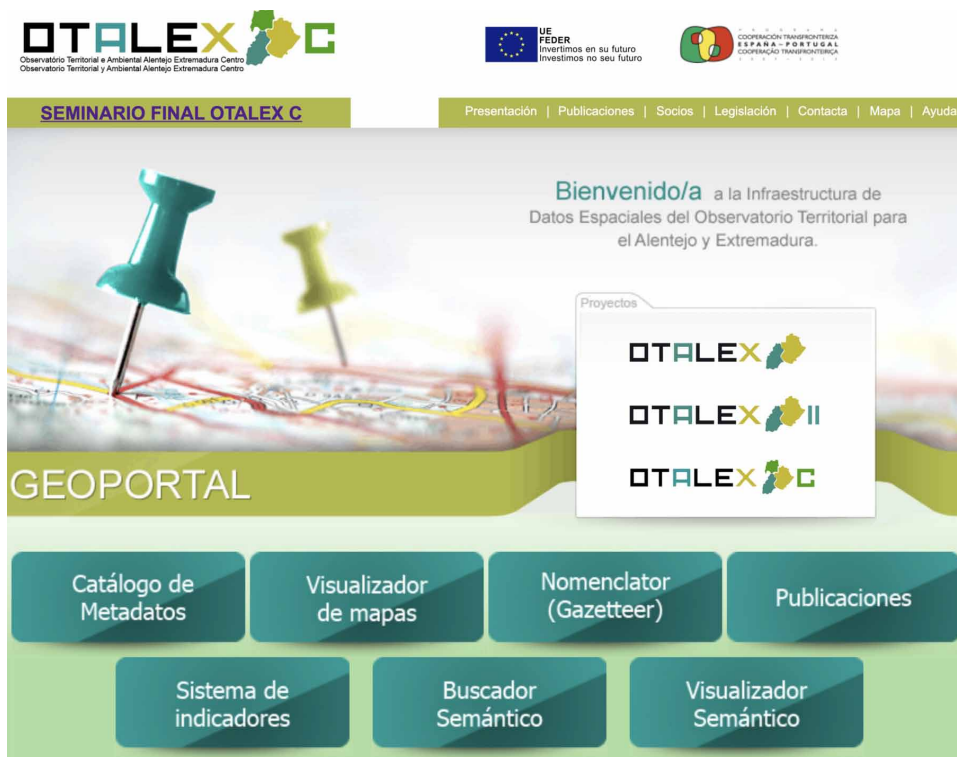 OTALEX C
Observatório Territorial e Ambiental Alentejo Extremadura Centro
Observatorio Territorial y Ambiental Alentejo Extremadura Centro
UE
FEDER
Invertimos en su futuro
Investimos no seu futuro
PROGRAMA
COOPERACIÓN TRANSFRONTERIZA
ESPAÑA – PORTUGAL
COOPERAÇÃO TRANSFRONTEIRIÇA
2007 – 2013
SEMINARIO FINAL OTALEX C
Presentación | Publicaciones | Socios | Legislación | Contacta | Mapa | Ayuda
Bienvenido/a a la Infraestructura de
Datos Espaciales del Observatorio Territorial para
el Alentejo y Extremadura.
Proyectos
OTALEX
OTALEX II
OTALEX C
GEOPORTAL
Catálogo de
Metadatos
Visualizador
de mapas
Nomenclator
(Gazetteer)
Publicaciones
Sistema de
indicadores
Buscador
Semántico
Visualizador
Semántico